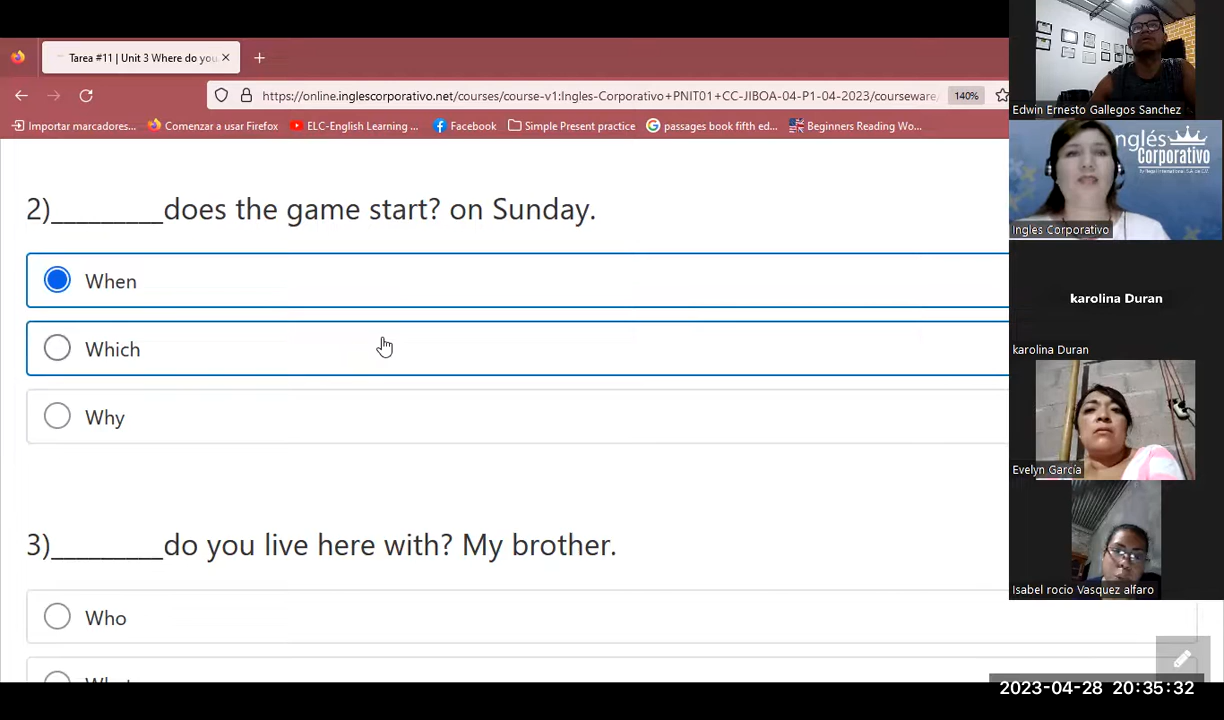 Tarea #11 | Unit 3 Where do you
https://online.inglescorporativo.net/courses/course-v1:Ingles-Corporativo+PNIT01+CC-JIBOA-04-P1-04-2023/courseware/
140%
Importar marcadores...
Comenzar a usar Firefox
ELC-English Learning ...
Facebook
Simple Present practice
passages book fifth ed...
Beginners Reading Wo...
2)_________does the game start? on Sunday.
When
Which
Why
3)_________do you live here with? My brother.
Who
Edwin Ernesto Gallegos Sanchez
Inglés
Corporativo
Ingles Corporativo
karolina Duran
karolina Duran
Evelyn García
Isabel rocio Vasquez alfaro
2023-04-28 20:35:32